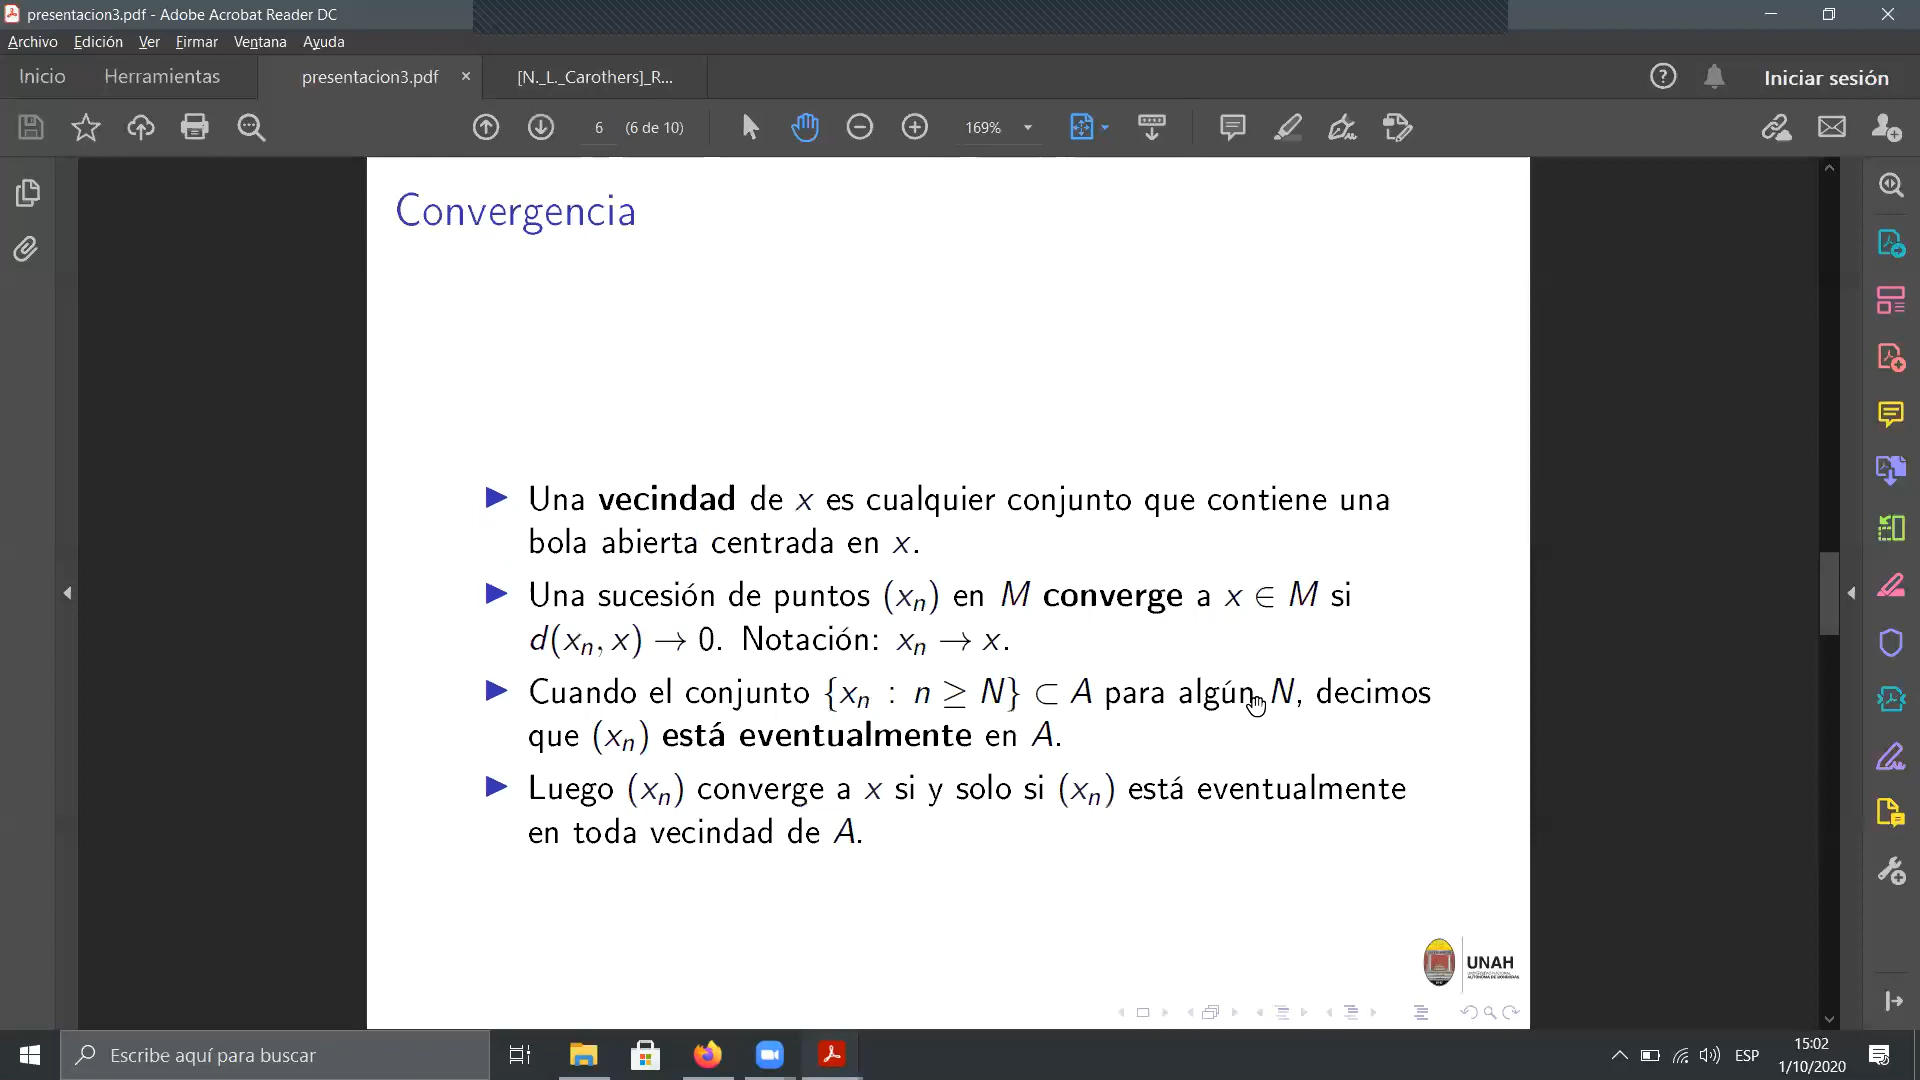 presentacion3.pdf - Adobe Acrobat Reader DC
Archivo Edición Ver Firmar Ventana Ayuda
Inicio Herramientas presentacion3.pdf × [N._L._Carothers]_R... Iniciar sesión
6 (6 de 10) 169%
Convergencia
Una vecindad de x es cualquier conjunto que contiene una
bola abierta centrada en x.
Una sucesión de puntos (xₙ) en M converge a x ∈ M si
d(xₙ, x) → 0. Notación: xₙ → x.
Cuando el conjunto {xₙ : n ≥ N} ⊂ A para algún N, decimos
que (xₙ) está eventualmente en A.
Luego (xₙ) converge a x si y solo si (xₙ) está eventualmente
en toda vecindad de A.
UNAH
Escribe aquí para buscar
ESP
15:02
1/10/2020